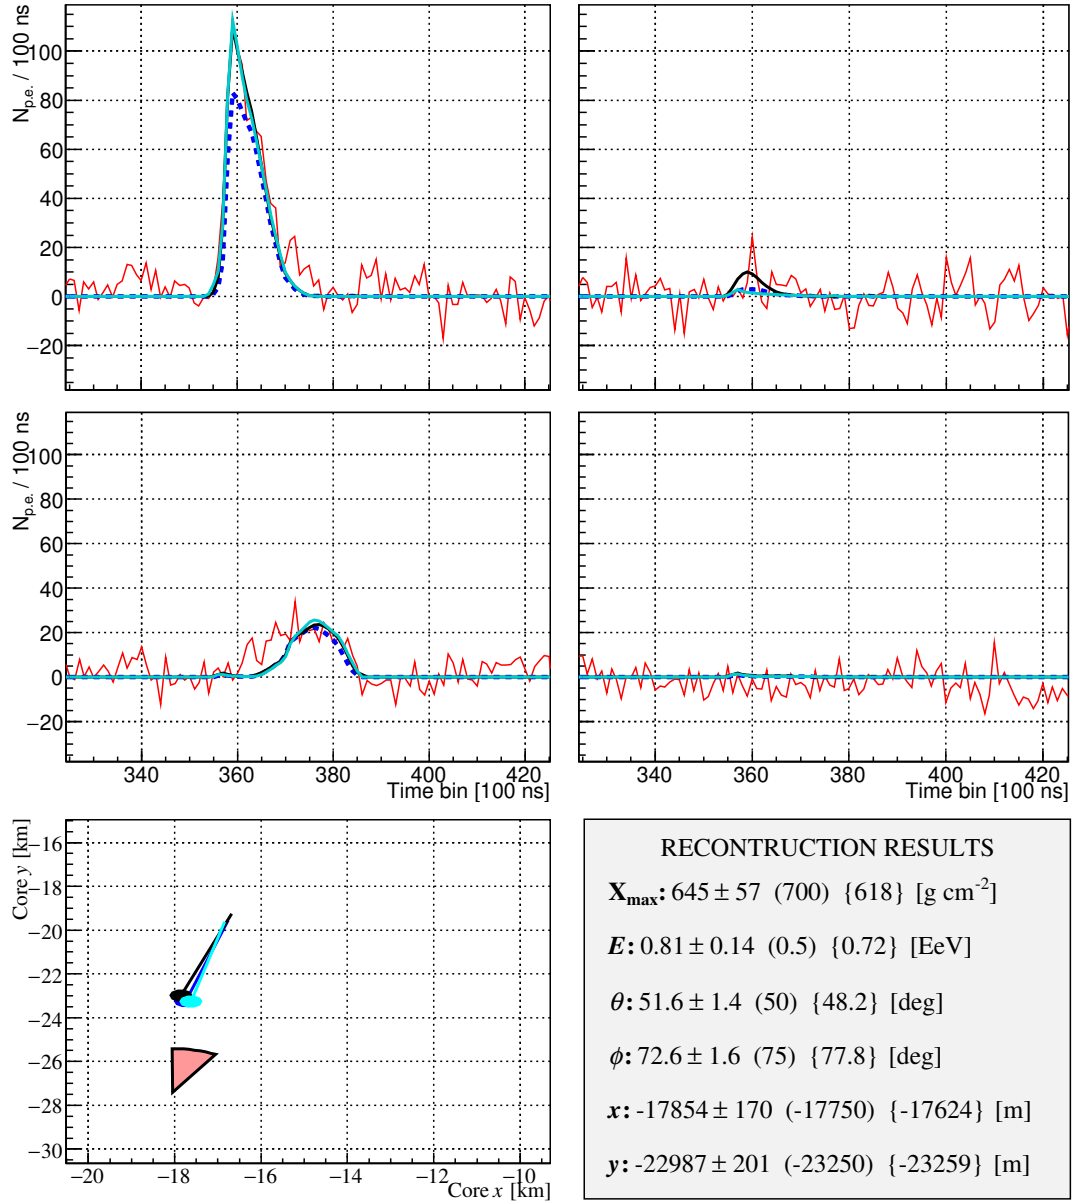 N_p.e. / 100 ns
100
80
60
40
20
0
−20
N_p.e. / 100 ns
100
80
60
40
20
0
−20
340 360 380 400 420
Time bin [100 ns]
340 360 380 400 420
Time bin [100 ns]
Core y [km]
−16
−18
−20
−22
−24
−26
−28
−30
−20 −18 −16 −14 −12 −10
Core x [km]
RECONTRUCTION RESULTS
X_max: 645 ± 57 (700) {618} [g cm^-2]
E: 0.81 ± 0.14 (0.5) {0.72} [EeV]
θ: 51.6 ± 1.4 (50) {48.2} [deg]
ϕ: 72.6 ± 1.6 (75) {77.8} [deg]
x: -17854 ± 170 (-17750) {-17624} [m]
y: -22987 ± 201 (-23250) {-23259} [m]